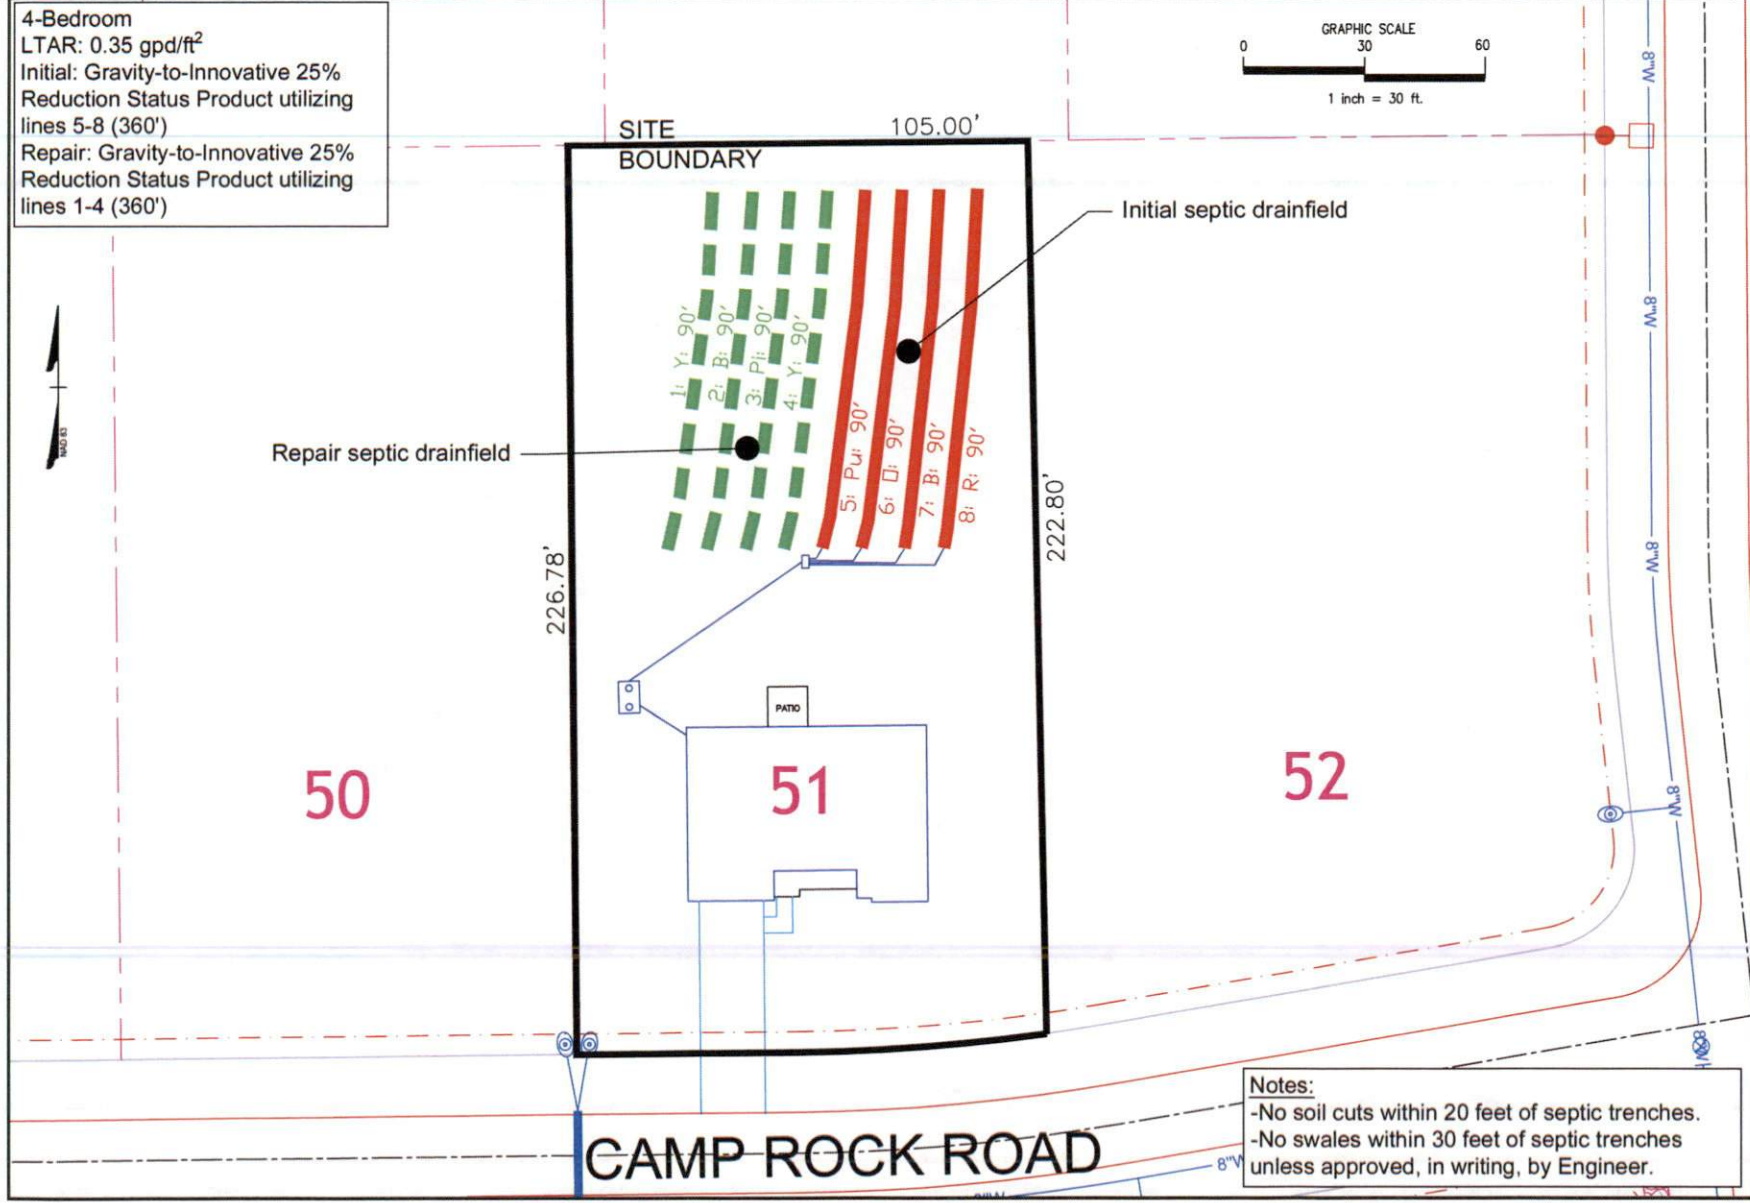 4-Bedroom
LTAR: 0.35 gpd/ft²
Initial: Gravity-to-Innovative 25%
Reduction Status Product utilizing
lines 5-8 (360')
Repair: Gravity-to-Innovative 25%
Reduction Status Product utilizing
lines 1-4 (360')
GRAPHIC SCALE
0 30 60
1 inch = 30 ft.
SITE
BOUNDARY
105.00'
Initial septic drainfield
Repair septic drainfield
NAD 83
1: Y: 90'
2: B: 90'
3: Pi: 90'
4: Y: 90'
5: Pu: 90'
6: O: 90'
7: B: 90'
8: R: 90'
226.78'
222.80'
PATIO
50
51
52
8"W
8"W
8"W
8"W
8"W
8"W
CAMP ROCK ROAD
Notes:
-No soil cuts within 20 feet of septic trenches.
-No swales within 30 feet of septic trenches
unless approved, in writing, by Engineer.